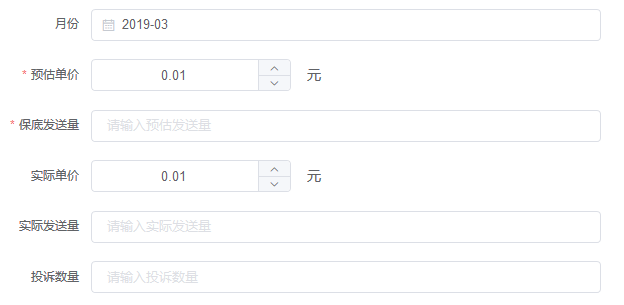 月份 2019-03
* 预估单价 0.01 元
* 保底发送量 请输入预估发送量
实际单价 0.01 元
实际发送量 请输入实际发送量
投诉数量 请输入投诉数量